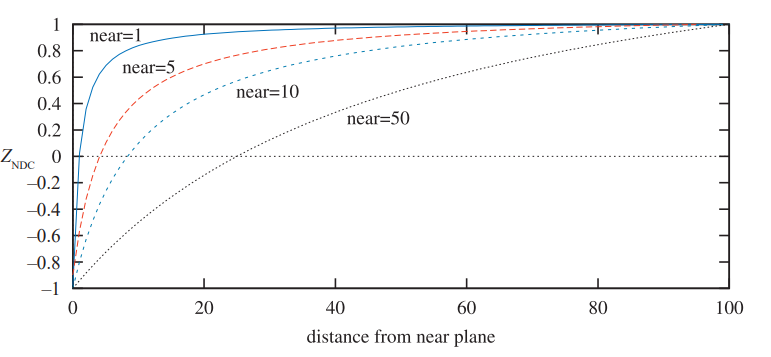 1
near=1
0.8
near=5
0.6
near=10
0.4
near=50
0.2
Z_NDC 0
–0.2
–0.4
–0.6
–0.8
–1
0 20 40 60 80 100
distance from near plane